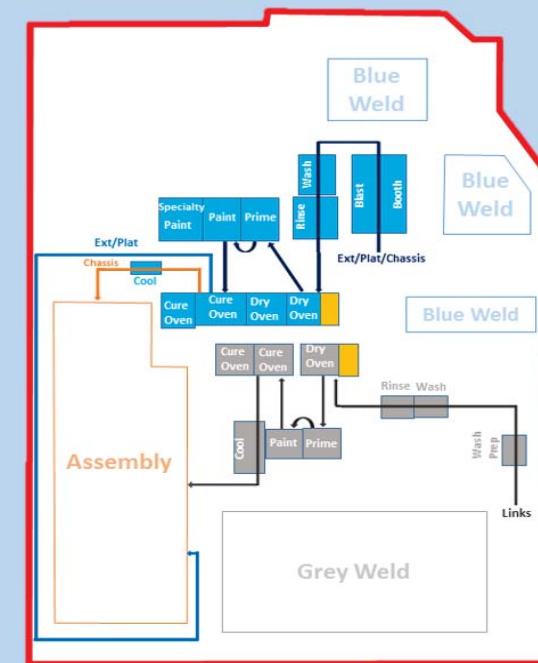 Blue
Weld
Blue
Weld
Wash
Rinse
Blast
Booth
Specialty
Paint
Paint
Prime
Ext/Plat
Ext/Plat/Chassis
Chassis
Cool
Cure
Oven
Cure
Oven
Dry
Oven
Dry
Oven
Blue Weld
Cure
Oven
Cure
Oven
Dry
Oven
Rinse
Wash
Cool
Paint
Prime
Wash
Prep
Assembly
Links
Grey Weld